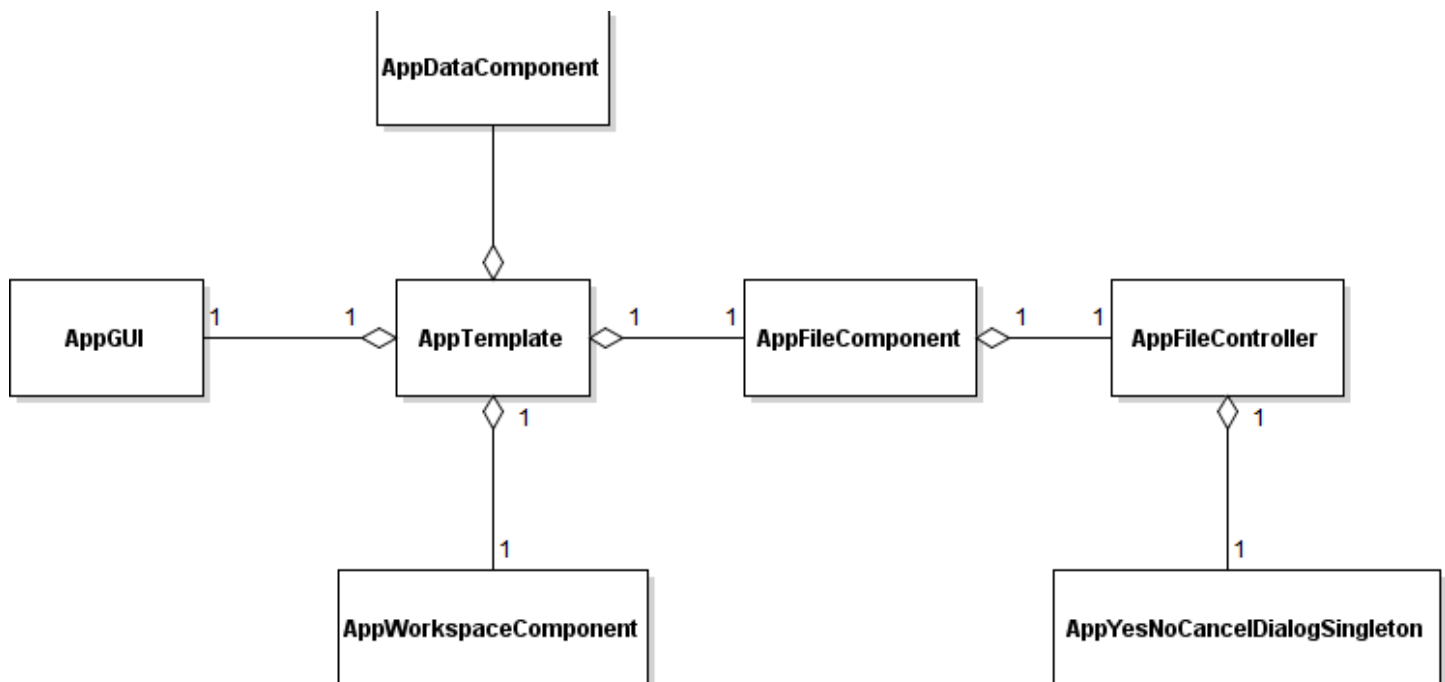 AppDataComponent
AppGUI
1
1
AppTemplate
1
1
AppFileComponent
1
1
AppFileController
1
1
1
1
AppWorkspaceComponent
AppYesNoCancelDialogSingleton